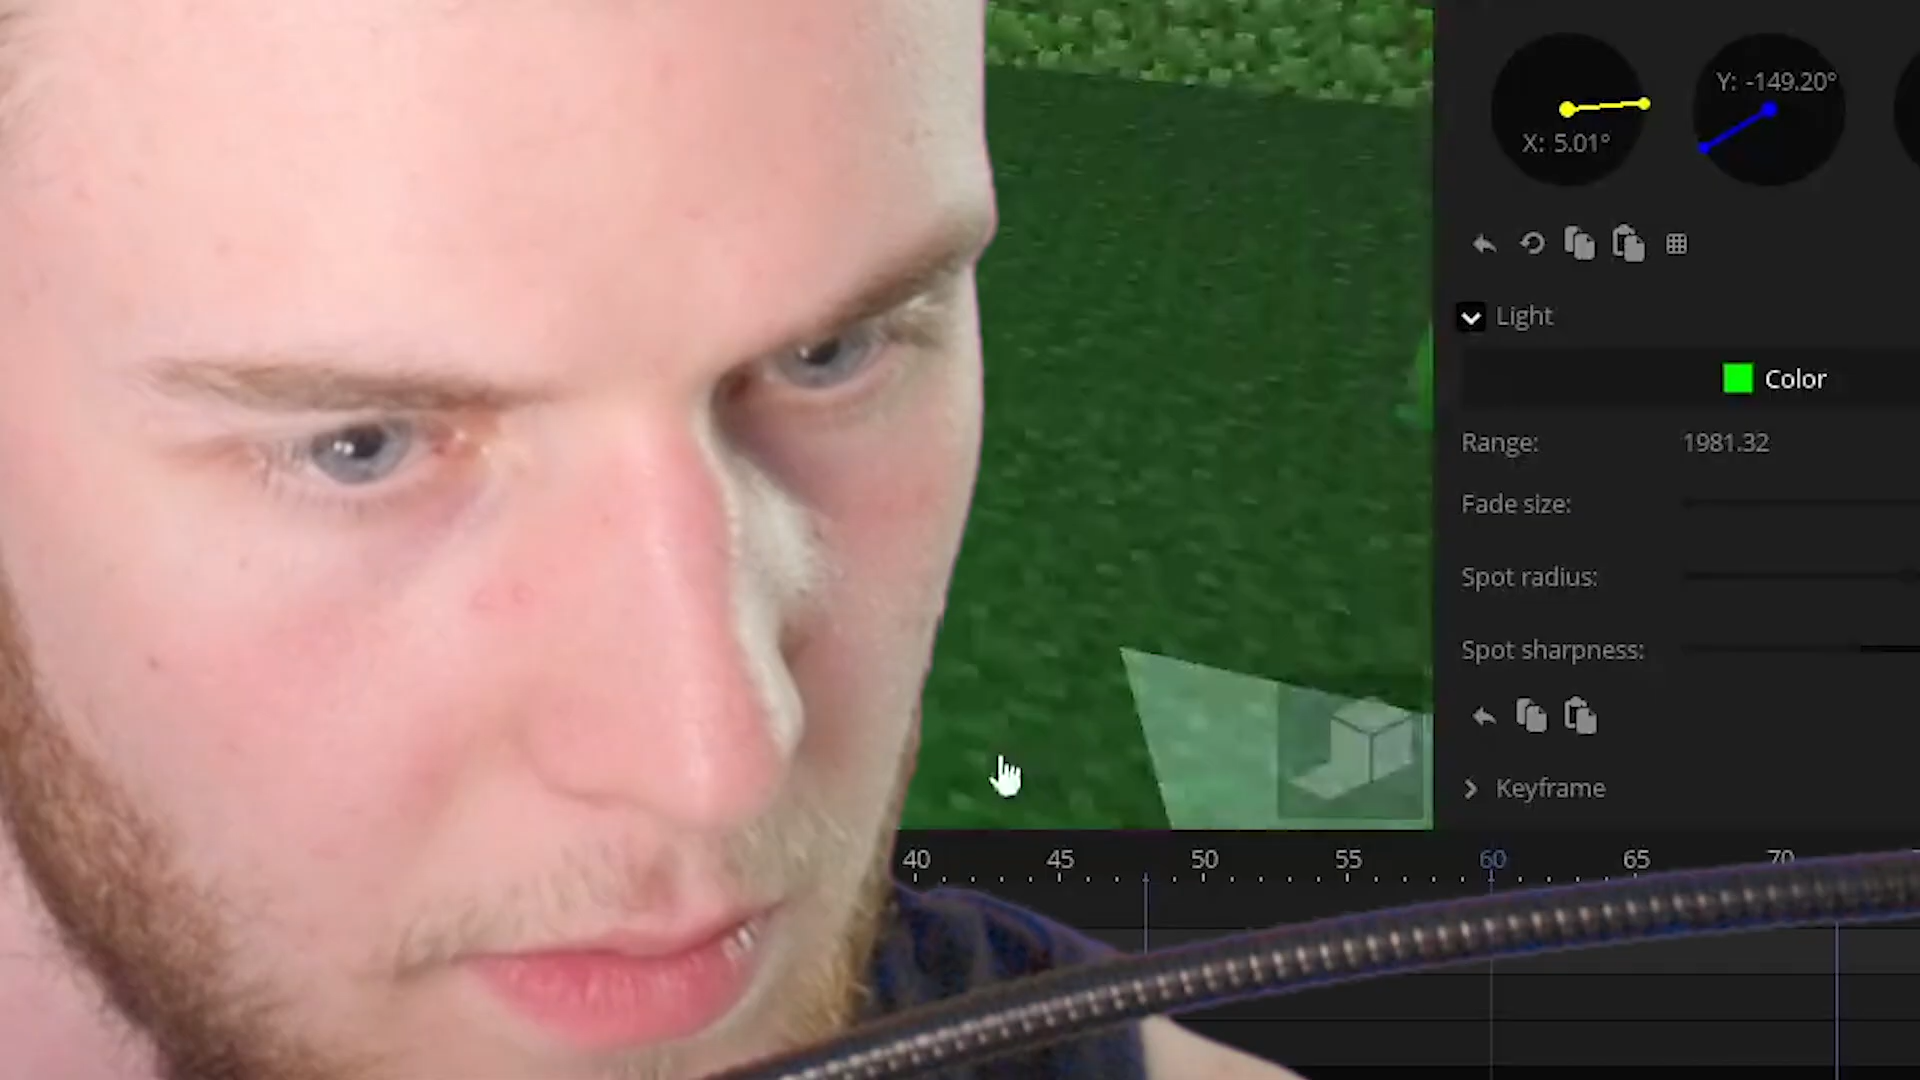 Y: -149.20°
X: 5.01°
Light
Color
Range: 1981.32
Fade size:
Spot radius:
Spot sharpness:
Keyframe
40 45 50 55 60 65 70